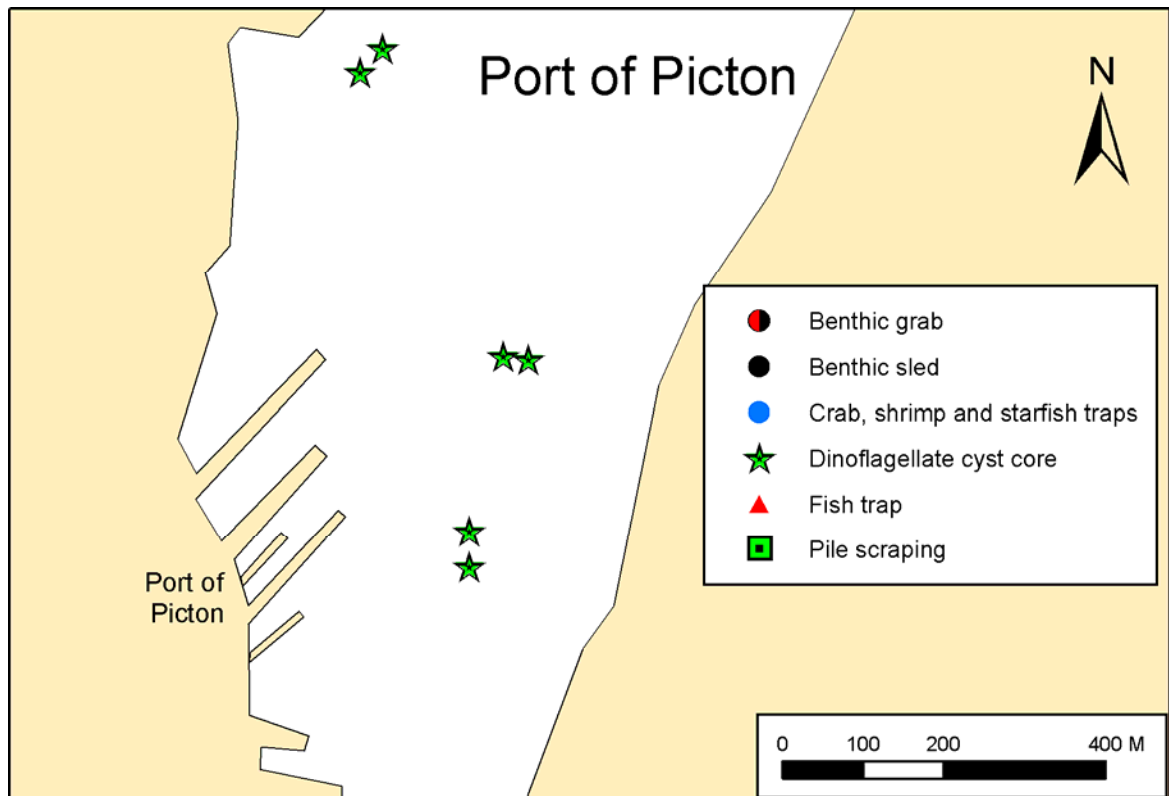 Port of Picton
N
Benthic grab
Benthic sled
Crab, shrimp and starfish traps
Dinoflagellate cyst core
Fish trap
Pile scraping
Port of
Picton
0 100 200 400 M